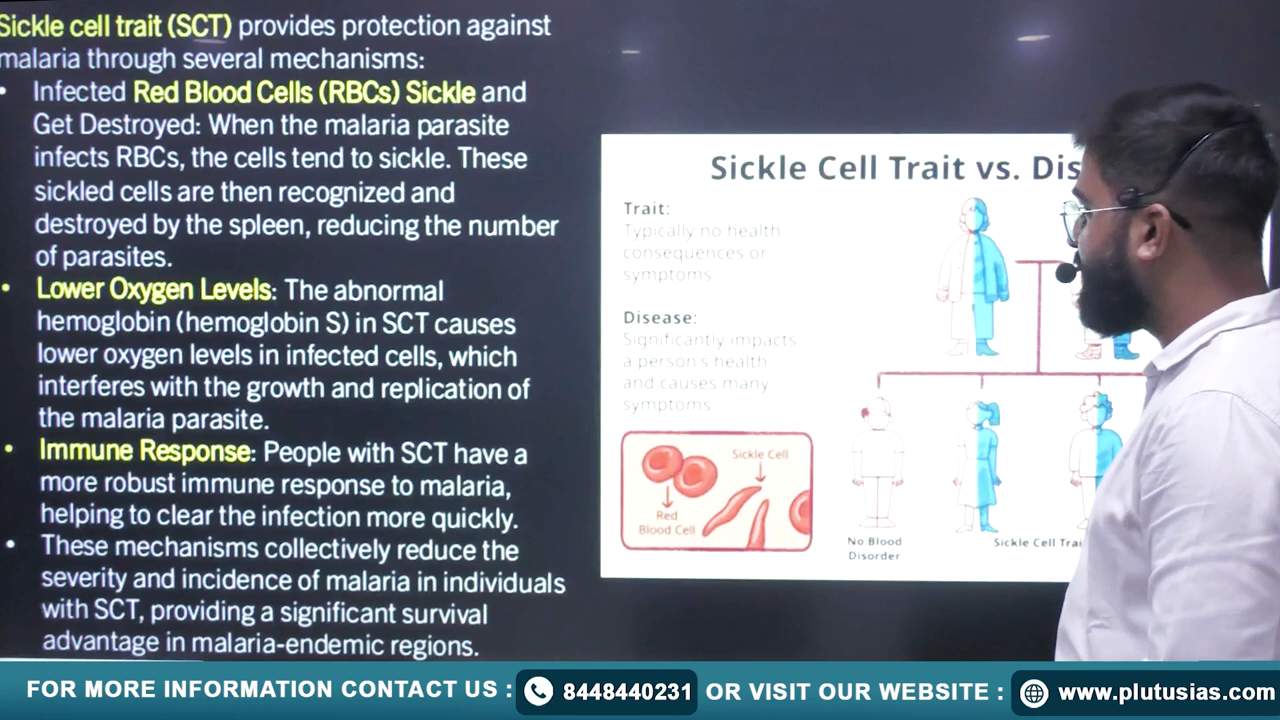 Sickle cell trait (SCT) provides protection against
malaria through several mechanisms:
• Infected Red Blood Cells (RBCs) Sickle and
Get Destroyed: When the malaria parasite
infects RBCs, the cells tend to sickle. These
sickled cells are then recognized and
destroyed by the spleen, reducing the number
of parasites.
• Lower Oxygen Levels: The abnormal
hemoglobin (hemoglobin S) in SCT causes
lower oxygen levels in infected cells, which
interferes with the growth and replication of
the malaria parasite.
• Immune Response: People with SCT have a
more robust immune response to malaria,
helping to clear the infection more quickly.
• These mechanisms collectively reduce the
severity and incidence of malaria in individuals
with SCT, providing a significant survival
advantage in malaria-endemic regions.
Sickle Cell Trait vs. Dis
Trait:
Typically no health
consequences or
symptoms
Disease:
Significantly impacts
a person's health
and causes many
symptoms
Sickle Cell
Red
Blood Cell
No Blood
Disorder
Sickle Cell Trai
FOR MORE INFORMATION CONTACT US : 8448440231 OR VISIT OUR WEBSITE : www.plutusias.com